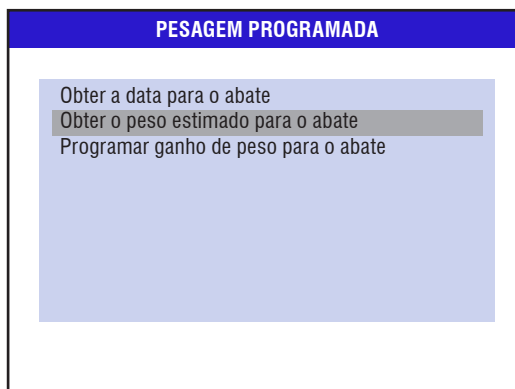 PESAGEM PROGRAMADA
Obter a data para o abate
Obter o peso estimado para o abate
Programar ganho de peso para o abate